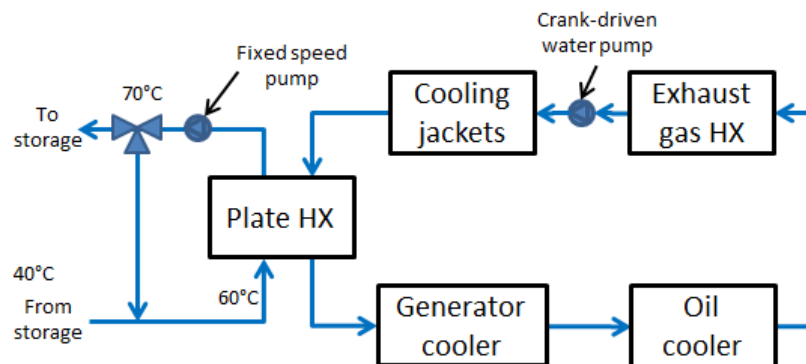 Crank-driven
water pump
Fixed speed
pump
70°C
To
storage
Cooling
jackets
Exhaust
gas HX
Plate HX
40°C
From
storage
60°C
Generator
cooler
Oil
cooler